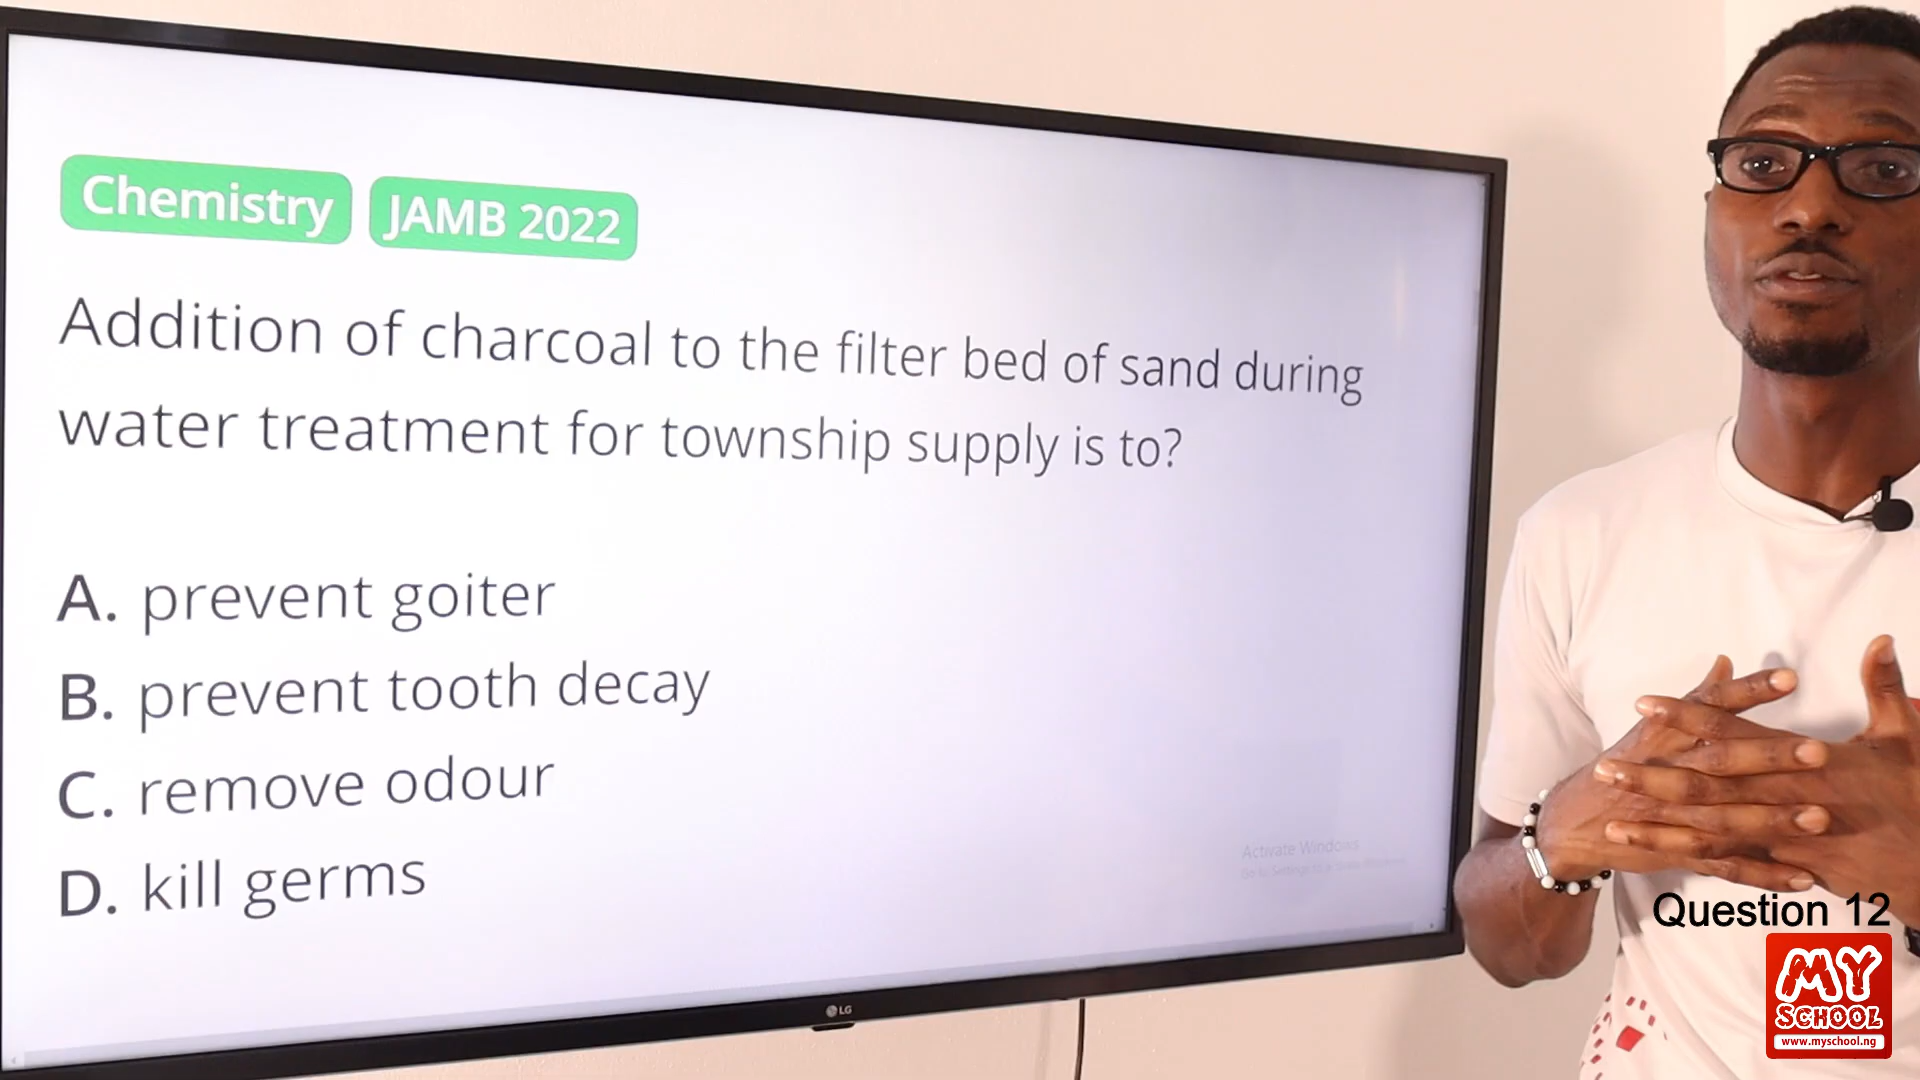 Chemistry JAMB 2022
Addition of charcoal to the filter bed of sand during
water treatment for township supply is to?
A. prevent goiter
B. prevent tooth decay
C. remove odour
D. kill germs
Activate Windows
LG
Question 12
MY
SCHOOL
www.myschool.ng